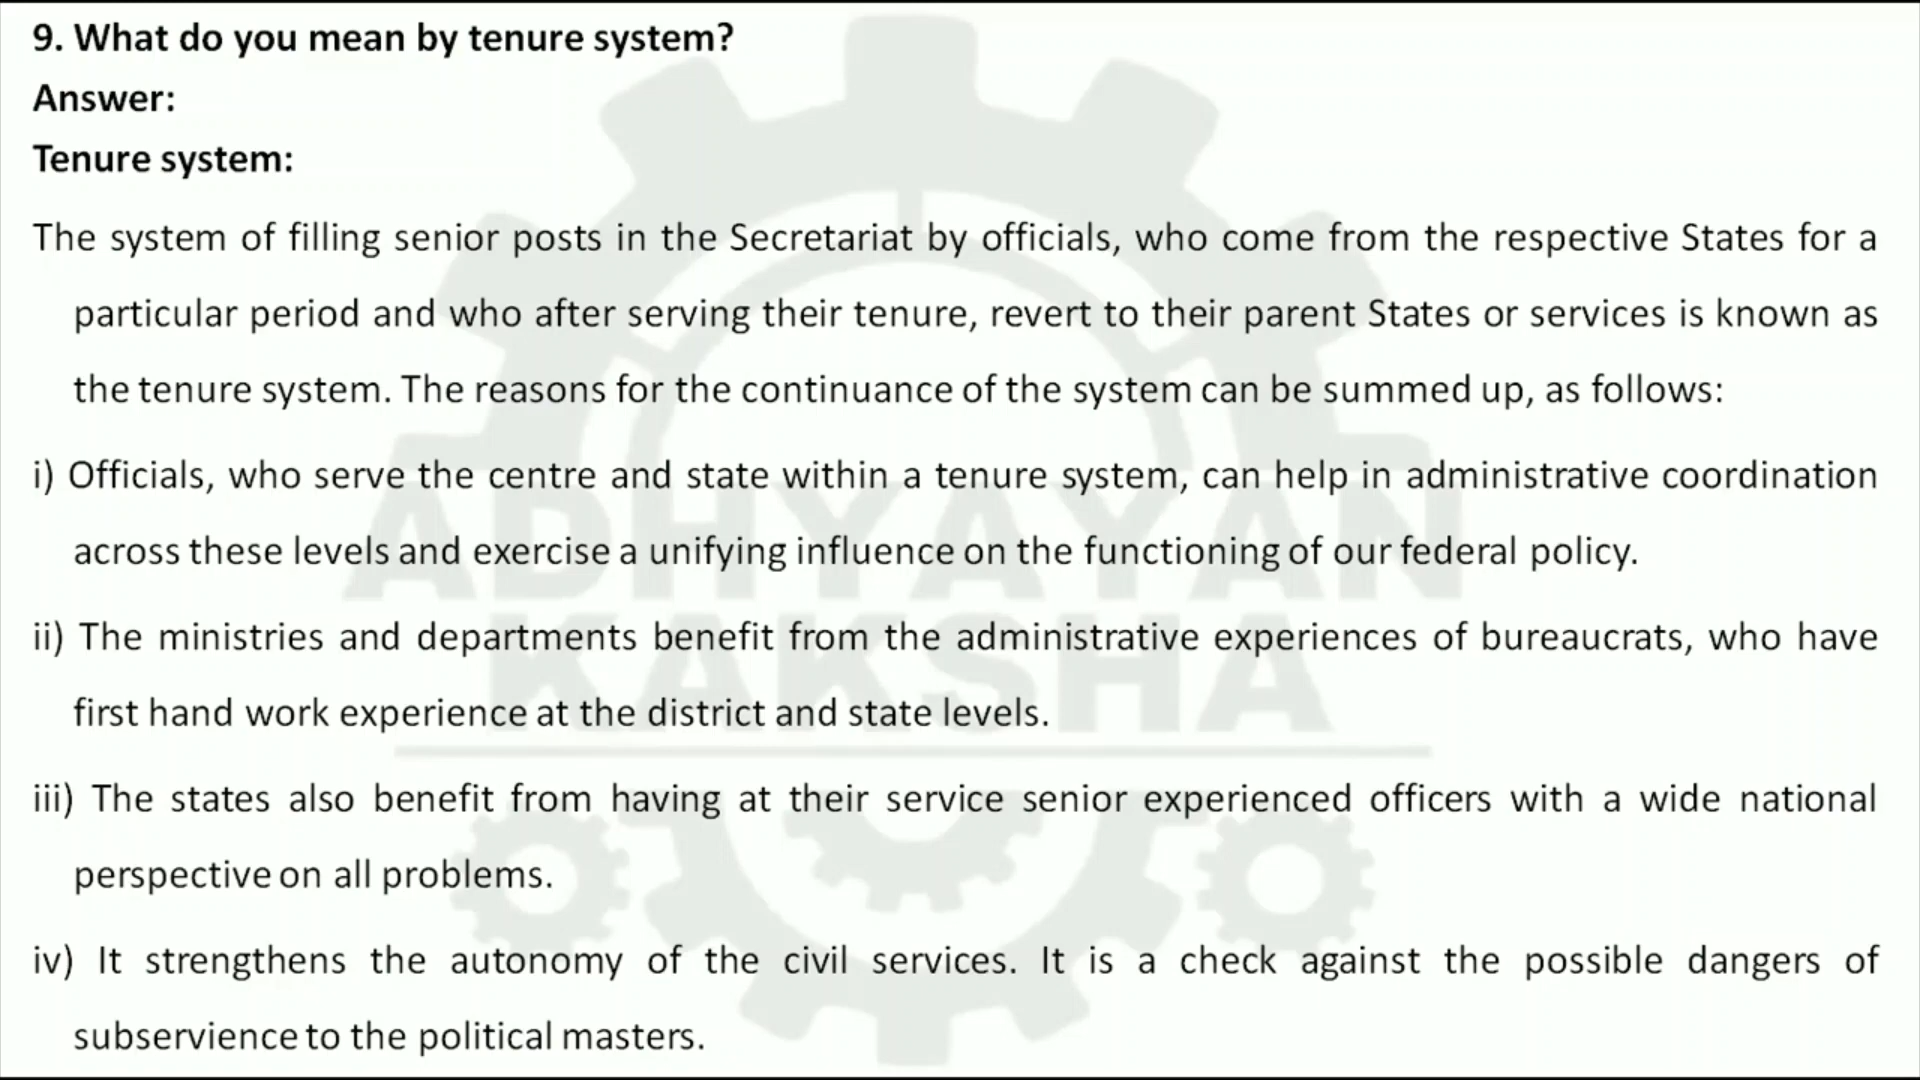 9. What do you mean by tenure system?
Answer:
Tenure system:
The system of filling senior posts in the Secretariat by officials, who come from the respective States for a
particular period and who after serving their tenure, revert to their parent States or services is known as
the tenure system. The reasons for the continuance of the system can be summed up, as follows:
i) Officials, who serve the centre and state within a tenure system, can help in administrative coordination
across these levels and exercise a unifying influence on the functioning of our federal policy.
ADHYAYAN
ii) The ministries and departments benefit from the administrative experiences of bureaucrats, who have
first hand work experience at the district and state levels.
KAKSHA
iii) The states also benefit from having at their service senior experienced officers with a wide national
perspective on all problems.
iv) It strengthens the autonomy of the civil services. It is a check against the possible dangers of
subservience to the political masters.